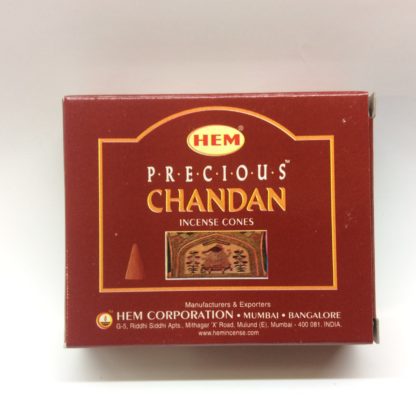 HEM
P·R·E·C·I·O·U·S™
CHANDAN
INCENSE CONES
Manufacturers & Exporters
HEM CORPORATION • MUMBAI • BANGALORE
G-5, Riddhi Siddhi Apts., Mithagar 'X' Road, Mulund (E), Mumbai - 400 081. INDIA.
www.hemincense.com